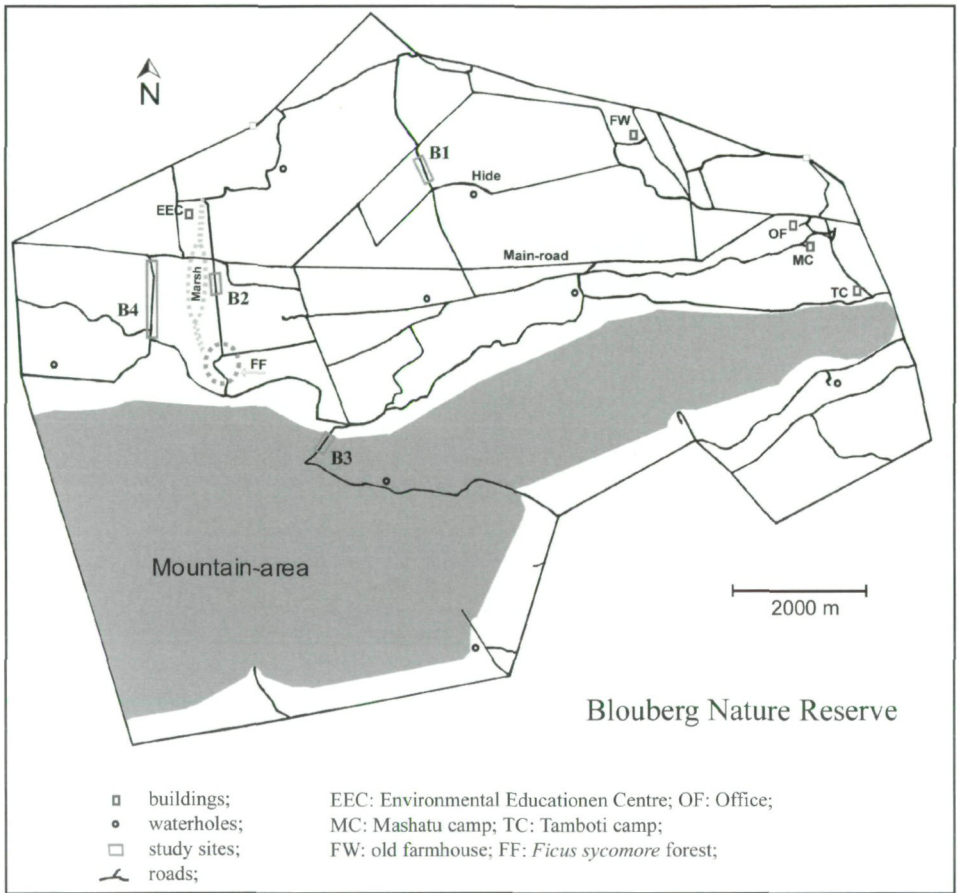 N
FW
B1
Hide
EEC
OF
MC
Main-road
Marsh
B2
B4
TC
FF
B3
Mountain-area
2000 m
Blouberg Nature Reserve
buildings;
waterholes;
study sites;
roads;
EEC: Environmental Educationen Centre; OF: Office;
MC: Mashatu camp; TC: Tamboti camp;
FW: old farmhouse; FF: Ficus sycomore forest;